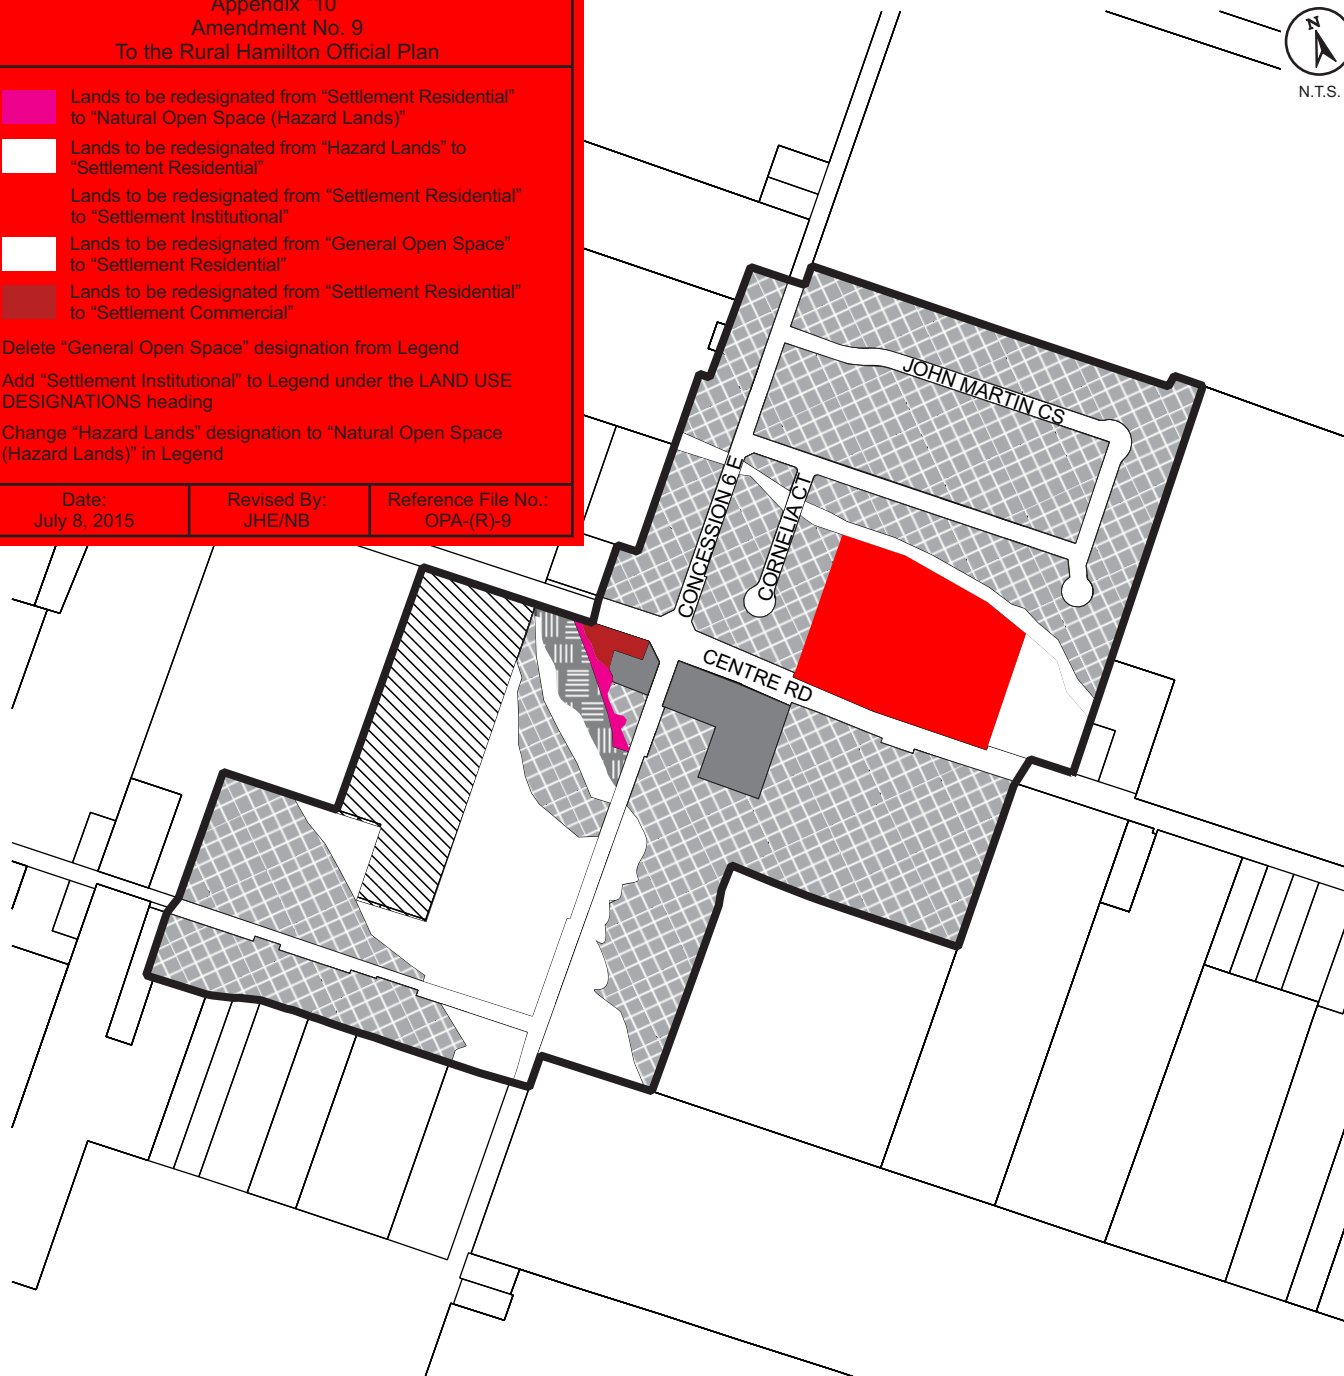 Appendix "10"
Amendment No. 9
To the Rural Hamilton Official Plan
Lands to be redesignated from “Settlement Residential”
to “Natural Open Space (Hazard Lands)”
Lands to be redesignated from “Hazard Lands” to
“Settlement Residential”
Lands to be redesignated from “Settlement Residential”
to “Settlement Institutional”
Lands to be redesignated from “General Open Space”
to “Settlement Residential”
Lands to be redesignated from “Settlement Residential”
to “Settlement Commercial”
Delete “General Open Space” designation from Legend
Add “Settlement Institutional” to Legend under the LAND USE
DESIGNATIONS heading
Change “Hazard Lands” designation to “Natural Open Space
(Hazard Lands)” in Legend
Date:
July 8, 2015
Revised By:
JHE/NB
Reference File No.:
OPA-(R)-9
N
N.T.S.
JOHN MARTIN CS
CONCESSION 6 E
CORNELIA CT
CENTRE RD